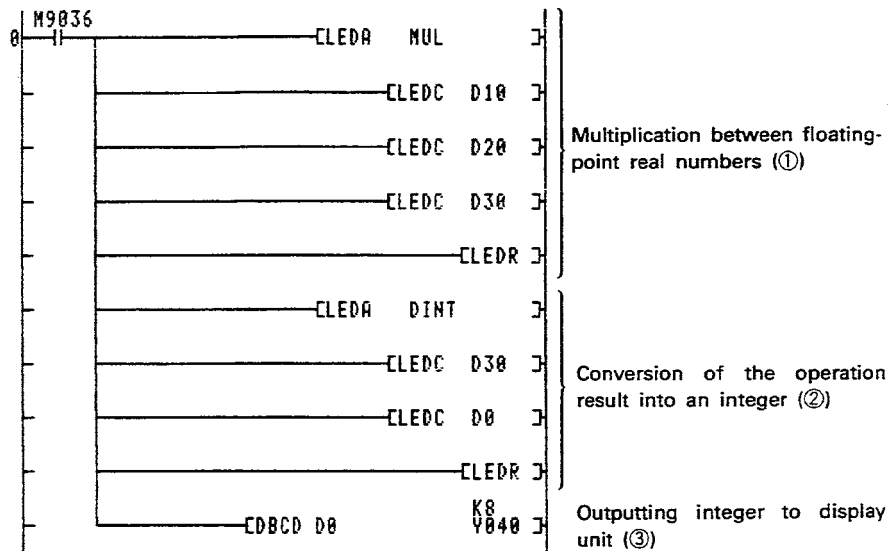 M9036
0
[LEDA MUL ]
[LEDC D10 ]
[LEDC D20 ]
[LEDC D30 ]
[LEDR ]
Multiplication between floating-
point real numbers (①)
[LEDA DINT ]
[LEDC D30 ]
[LEDC D0 ]
[LEDR ]
Conversion of the operation
result into an integer (②)
K8
[DBCD D0 Y040 ]
Outputting integer to display
unit (③)